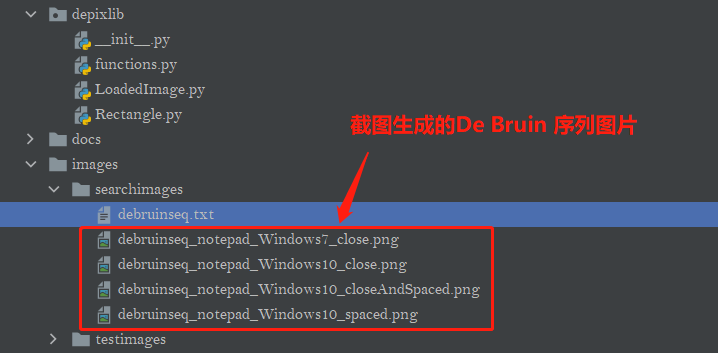 depixlib
__init__.py
functions.py
LoadedImage.py
Rectangle.py
截图生成的De Bruin 序列图片
docs
images
searchimages
debruinseq.txt
debruinseq_notepad_Windows7_close.png
debruinseq_notepad_Windows10_close.png
debruinseq_notepad_Windows10_closeAndSpaced.png
debruinseq_notepad_Windows10_spaced.png
testimages